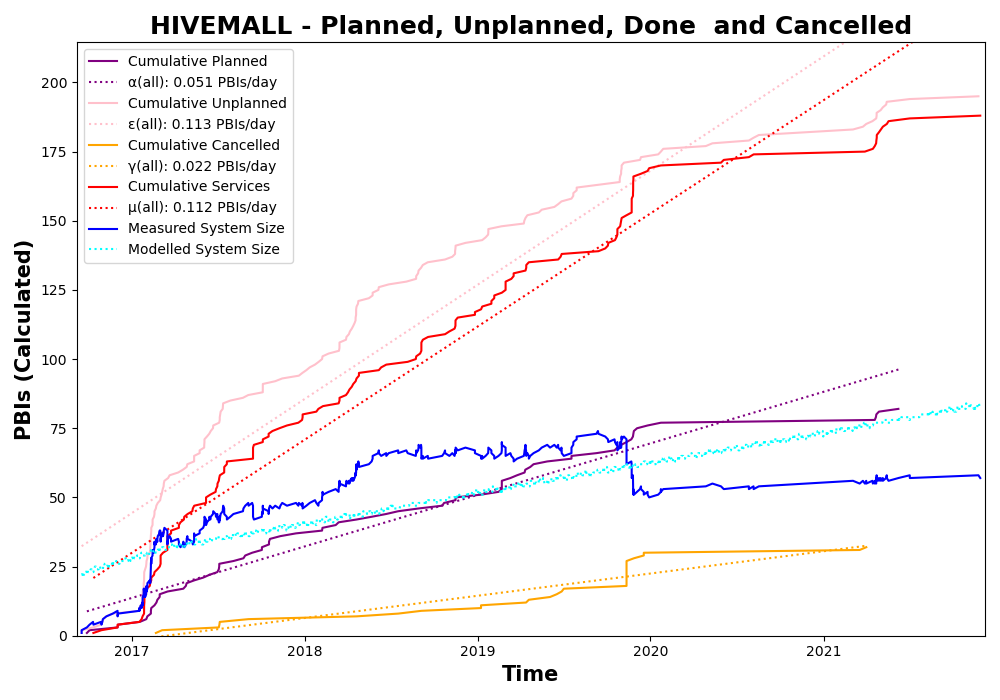 HIVEMALL - Planned, Unplanned, Done  and Cancelled
Cumulative Planned
α(all): 0.051 PBIs/day
Cumulative Unplanned
ε(all): 0.113 PBIs/day
Cumulative Cancelled
γ(all): 0.022 PBIs/day
Cumulative Services
μ(all): 0.112 PBIs/day
Measured System Size
Modelled System Size
PBIs (Calculated)
200
175
150
125
100
75
50
25
0
2017 2018 2019 2020 2021
Time